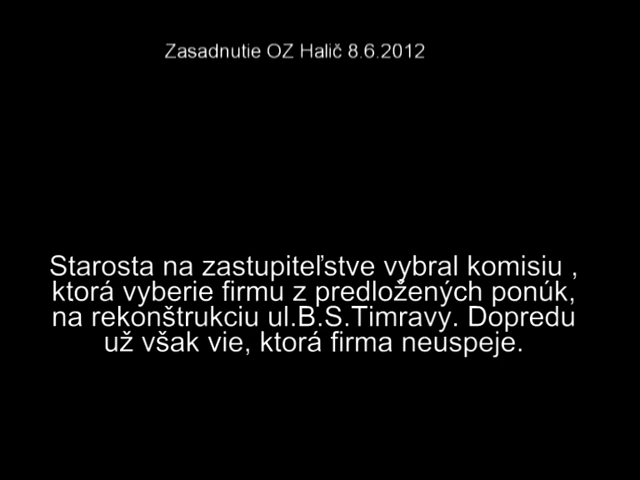 Zasadnutie OZ Halič 8.6.2012
Starosta na zastupiteľstve vybral komisiu ,
ktorá vyberie firmu z predložených ponúk,
na rekonštrukciu ul.B.S.Timravy. Dopredu
už však vie, ktorá firma neuspeje.